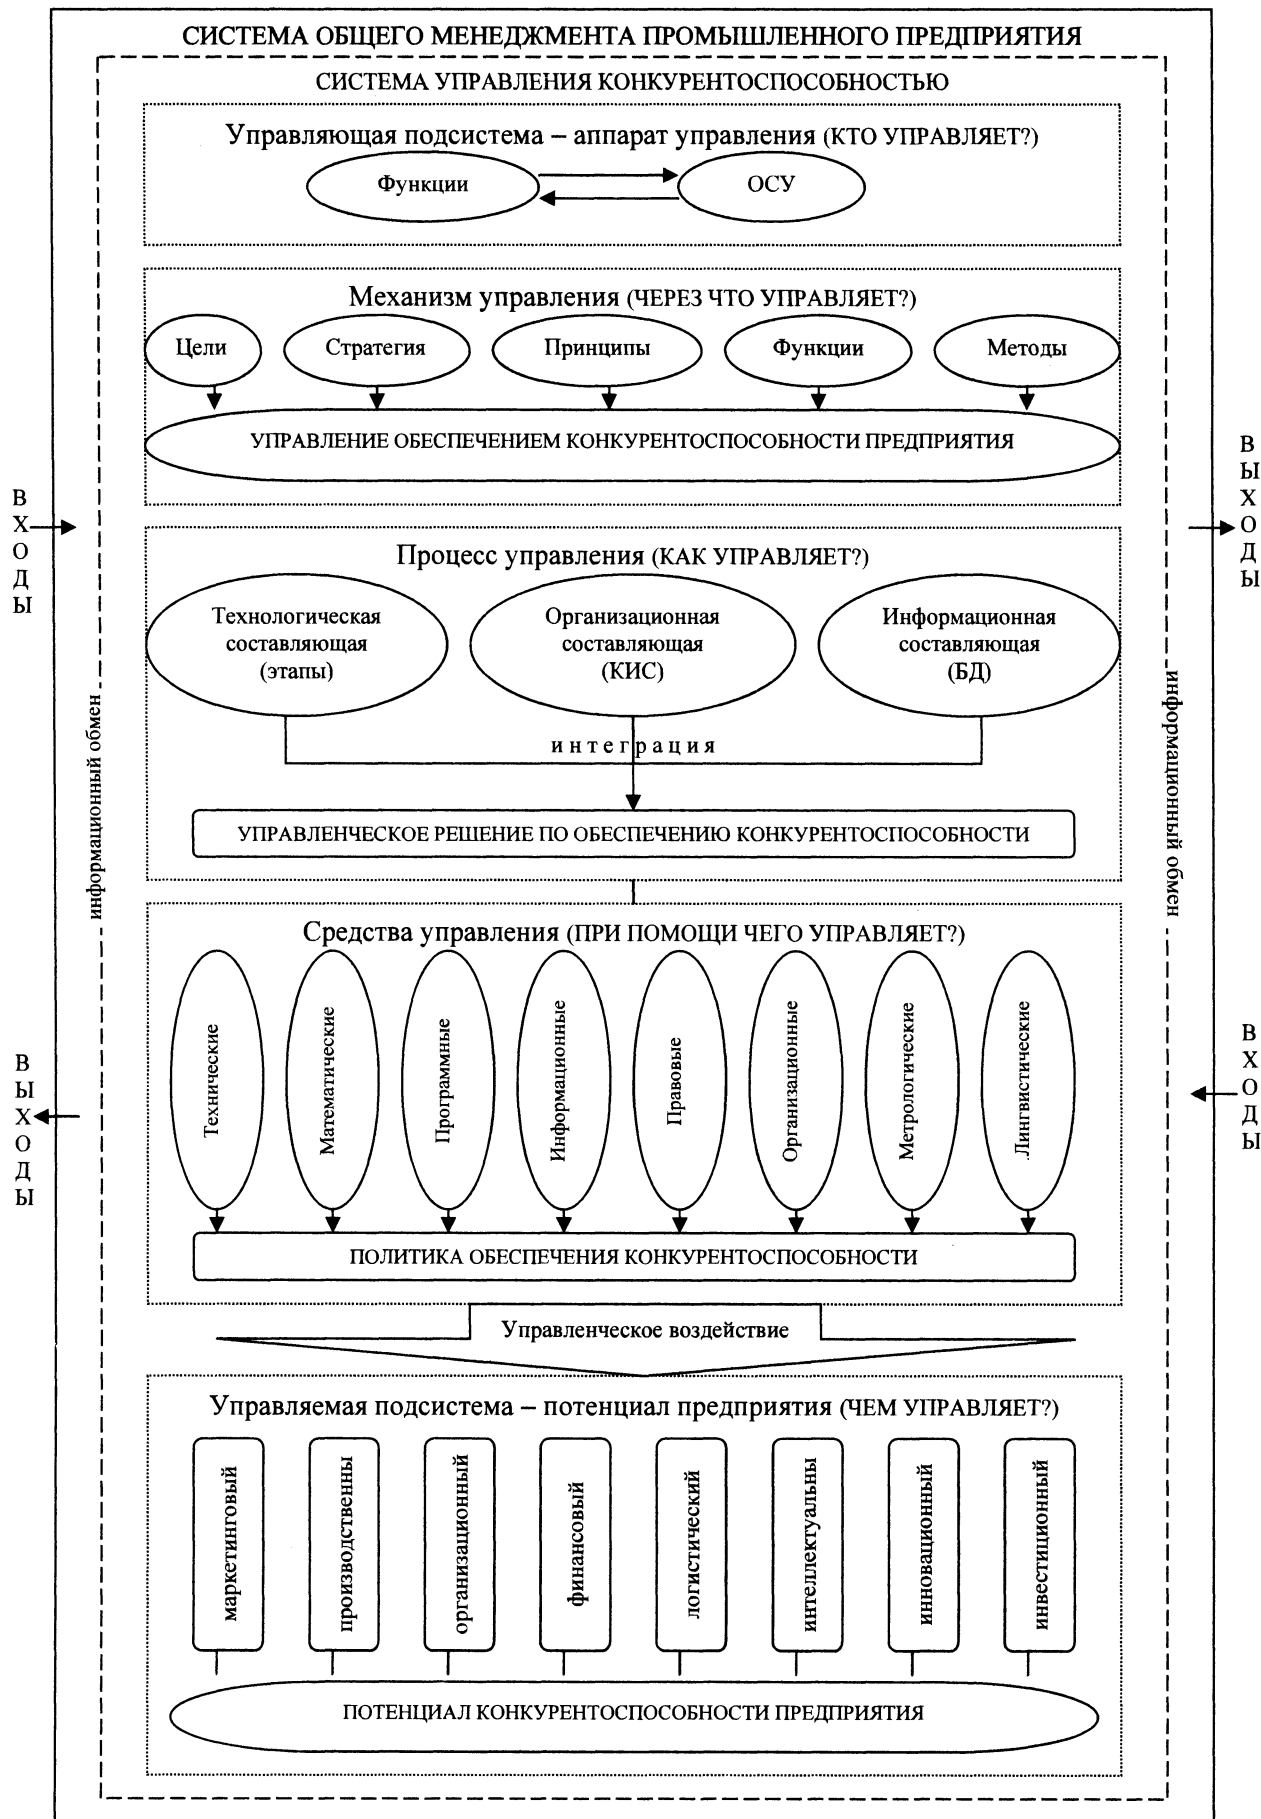 СИСТЕМА ОБЩЕГО МЕНЕДЖМЕНТА ПРОМЫШЛЕННОГО ПРЕДПРИЯТИЯ
СИСТЕМА УПРАВЛЕНИЯ КОНКУРЕНТОСПОСОБНОСТЬЮ
Управляющая подсистема – аппарат управления (КТО УПРАВЛЯЕТ?)
Функции
ОСУ
Механизм управления (ЧЕРЕЗ ЧТО УПРАВЛЯЕТ?)
Цели
Стратегия
Принципы
Функции
Методы
УПРАВЛЕНИЕ ОБЕСПЕЧЕНИЕМ КОНКУРЕНТОСПОСОБНОСТИ ПРЕДПРИЯТИЯ
ВХОДЫ
ВЫХОДЫ
Процесс управления (КАК УПРАВЛЯЕТ?)
Технологическая
составляющая
(этапы)
Организационная
составляющая
(КИС)
Информационная
составляющая
(БД)
интеграция
УПРАВЛЕНЧЕСКОЕ РЕШЕНИЕ ПО ОБЕСПЕЧЕНИЮ КОНКУРЕНТОСПОСОБНОСТИ
информационный обмен
информационный обмен
Средства управления (ПРИ ПОМОЩИ ЧЕГО УПРАВЛЯЕТ?)
Технические
Математические
Программные
Информационные
Правовые
Организационные
Метрологические
Лингвистические
ВЫХОДЫ
ВХОДЫ
ПОЛИТИКА ОБЕСПЕЧЕНИЯ КОНКУРЕНТОСПОСОБНОСТИ
Управленческое воздействие
Управляемая подсистема – потенциал предприятия (ЧЕМ УПРАВЛЯЕТ?)
маркетинговый
производственны
организационный
финансовый
логистический
интеллектуальны
инновационный
инвестиционный
ПОТЕНЦИАЛ КОНКУРЕНТОСПОСОБНОСТИ ПРЕДПРИЯТИЯ